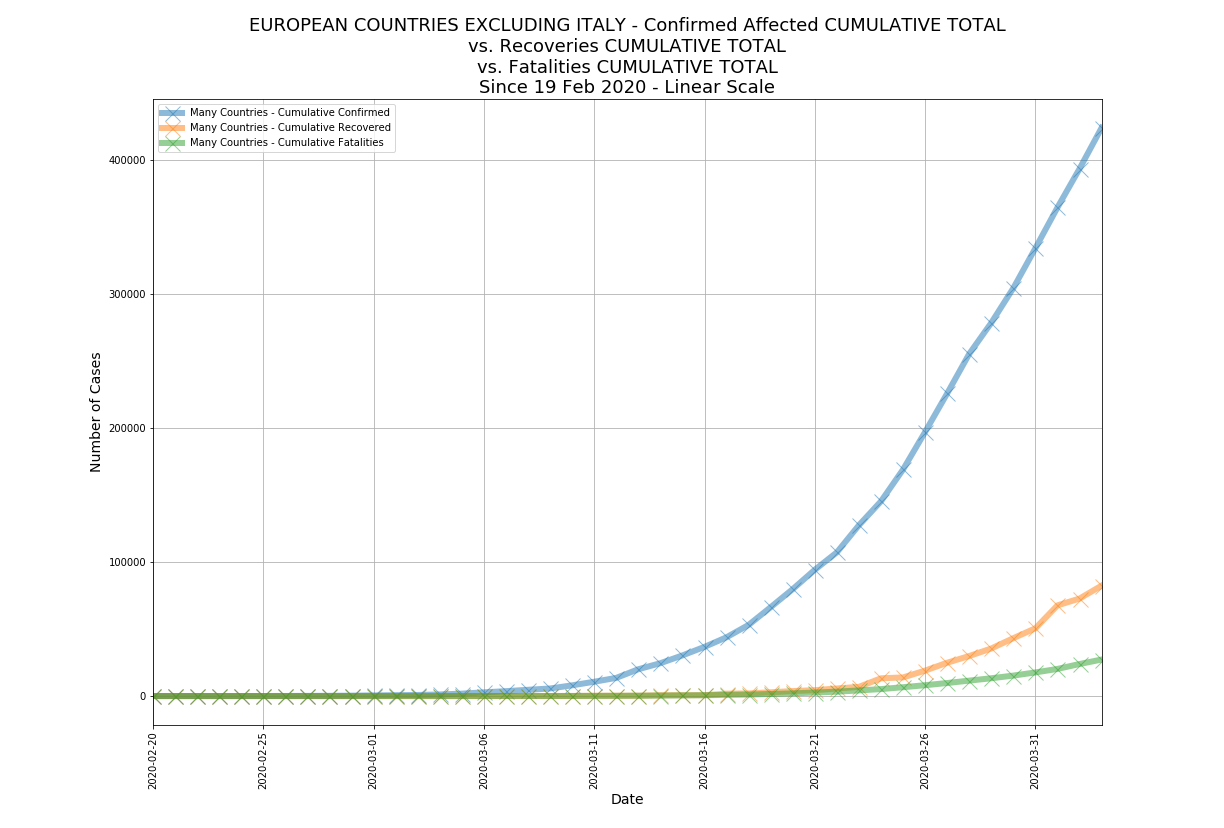 EUROPEAN COUNTRIES EXCLUDING ITALY - Confirmed Affected CUMULATIVE TOTAL
vs. Recoveries CUMULATIVE TOTAL
vs. Fatalities CUMULATIVE TOTAL
Since 19 Feb 2020 - Linear Scale
Many Countries - Cumulative Confirmed
Many Countries - Cumulative Recovered
Many Countries - Cumulative Fatalities
Number of Cases
400000
300000
200000
100000
0
2020-02-20
2020-02-25
2020-03-01
2020-03-06
2020-03-11
2020-03-16
2020-03-21
2020-03-26
2020-03-31
Date